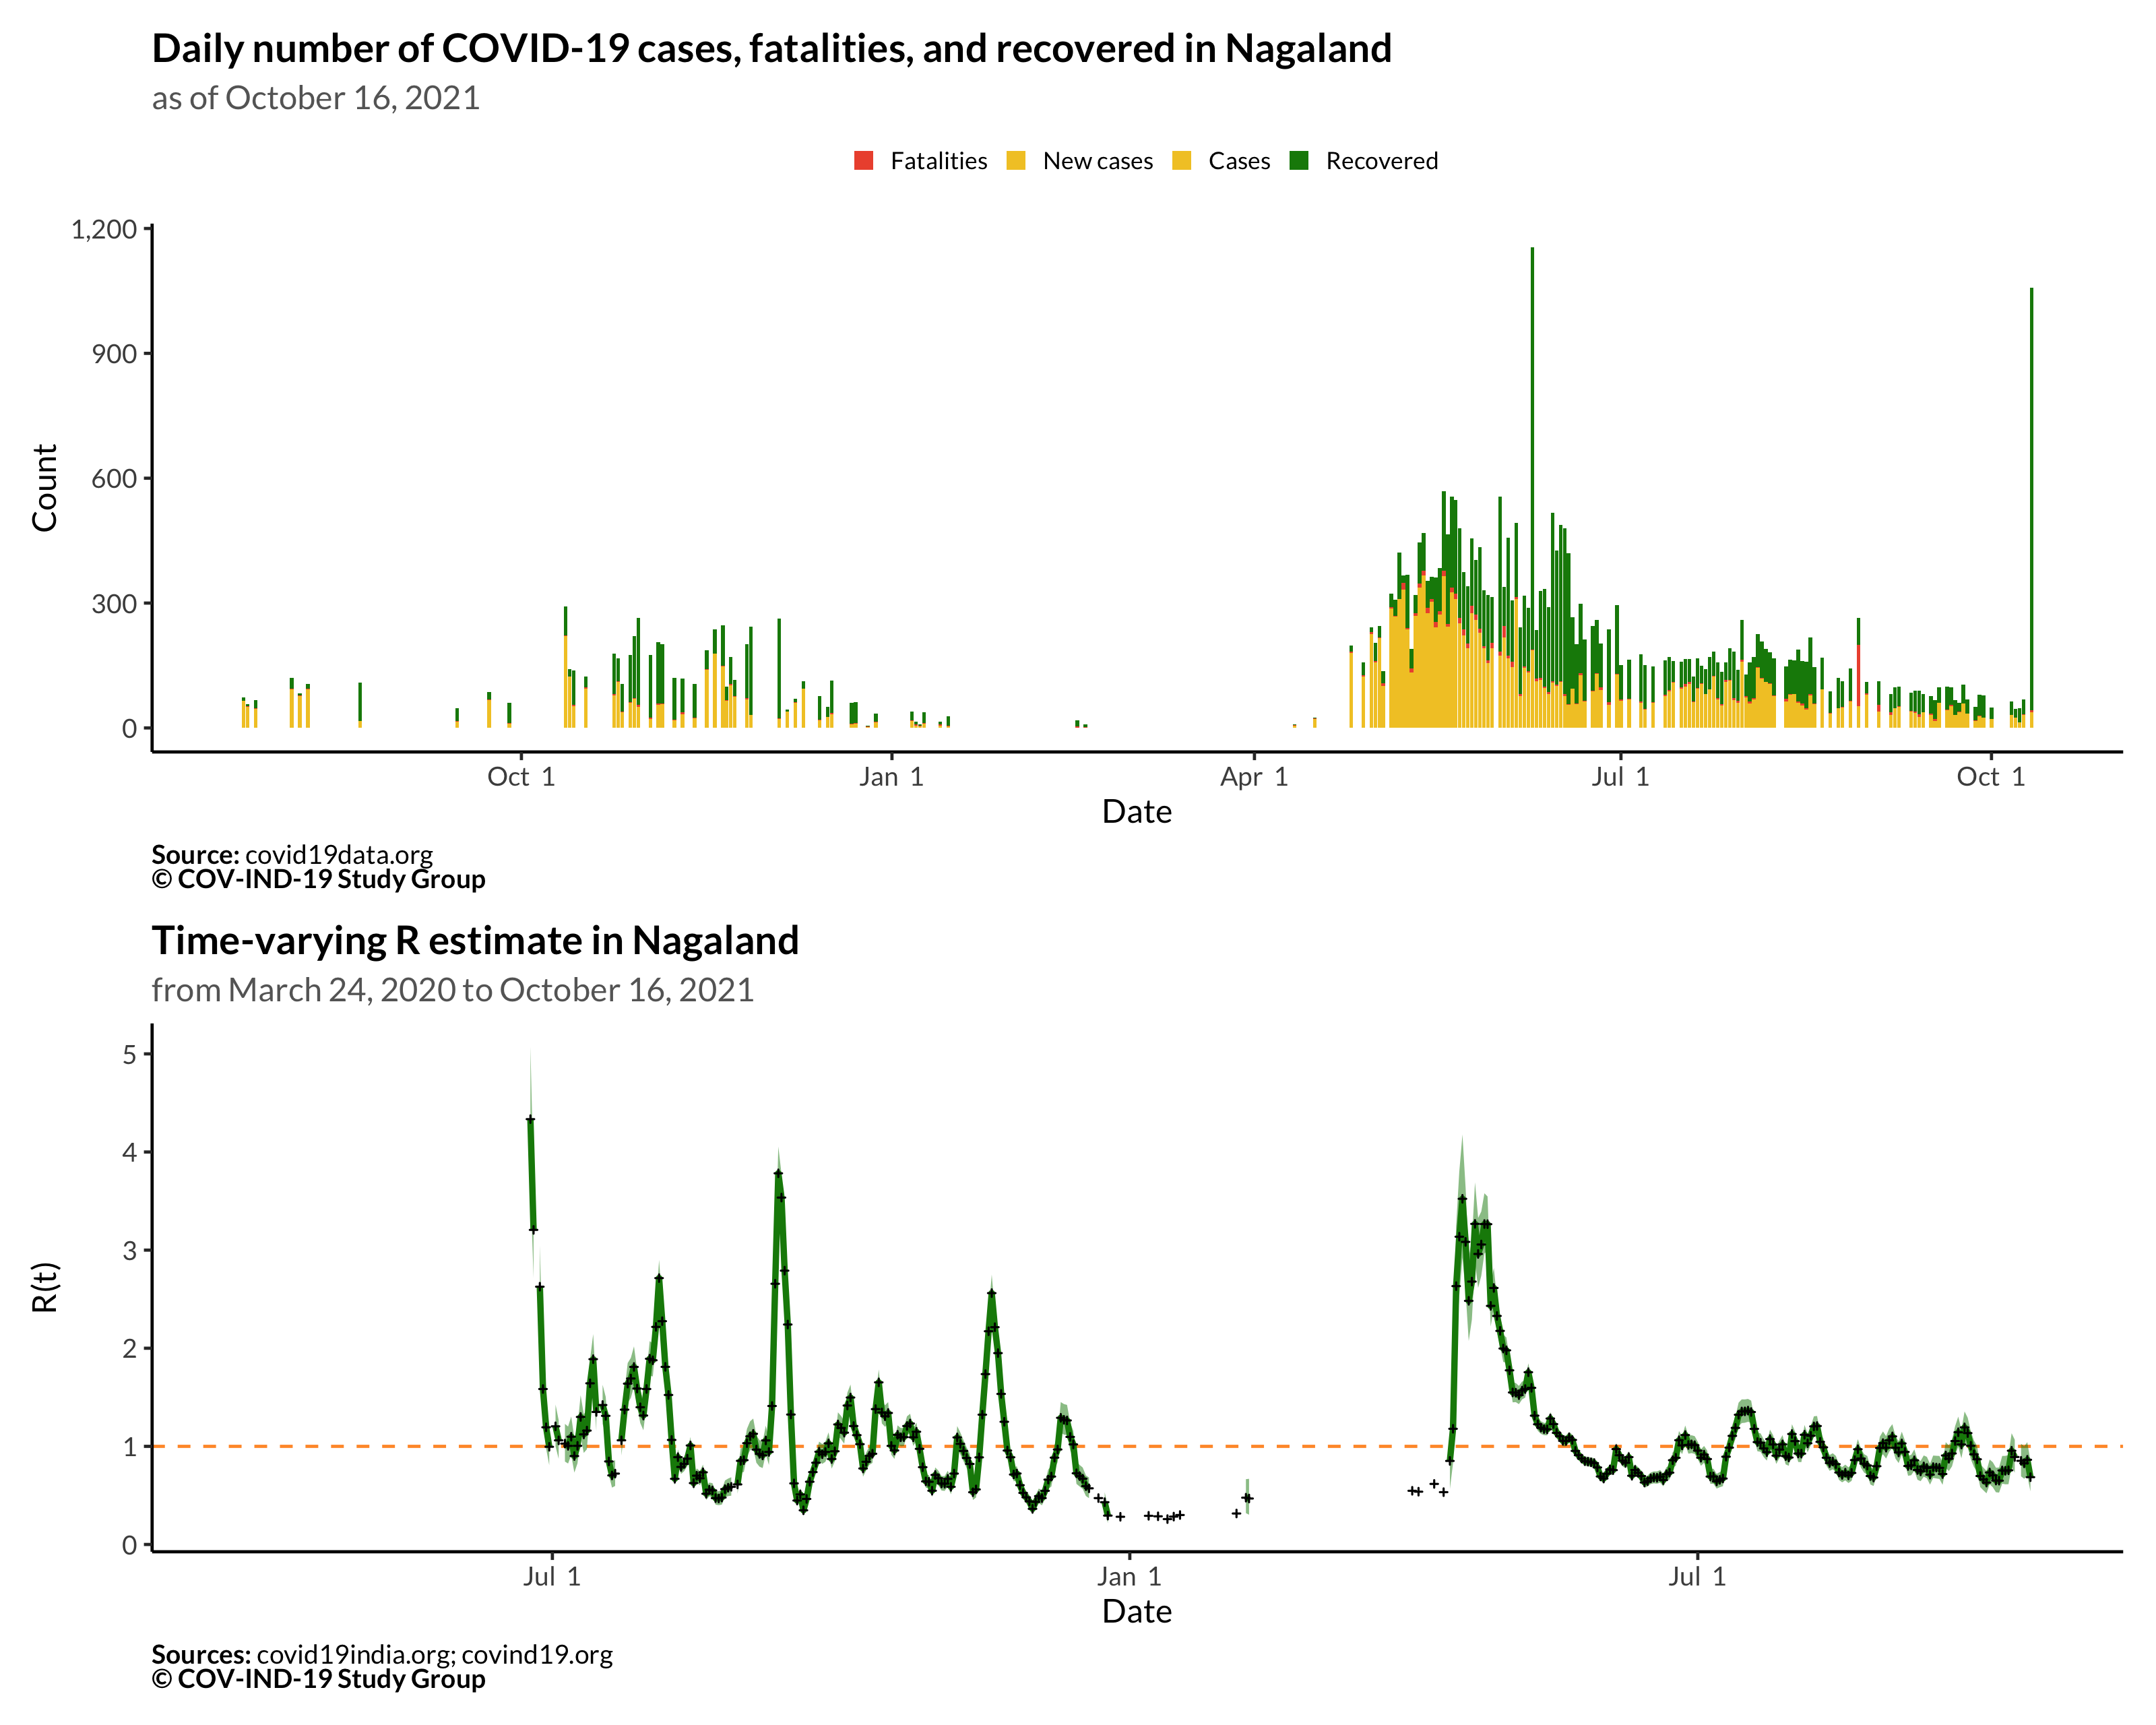 Daily number of COVID-19 cases, fatalities, and recovered in Nagaland
as of October 16, 2021
Fatalities New cases Cases Recovered
1,200
900
600
300
0
Count
Oct 1 Jan 1 Apr 1 Jul 1 Oct 1
Date
Source: covid19data.org
© COV-IND-19 Study Group
Time-varying R estimate in Nagaland
from March 24, 2020 to October 16, 2021
5
4
3
2
1
0
R(t)
Jul 1 Jan 1 Jul 1
Date
Sources: covid19india.org; covind19.org
© COV-IND-19 Study Group